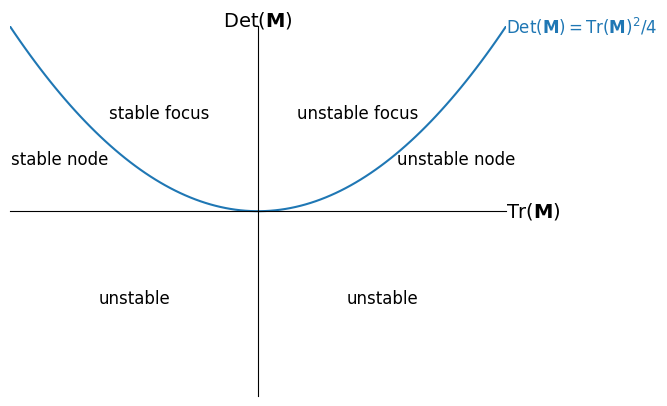 Det(M)
Det(M) = Tr(M)²/4
stable focus
unstable focus
stable node
unstable node
Tr(M)
unstable
unstable